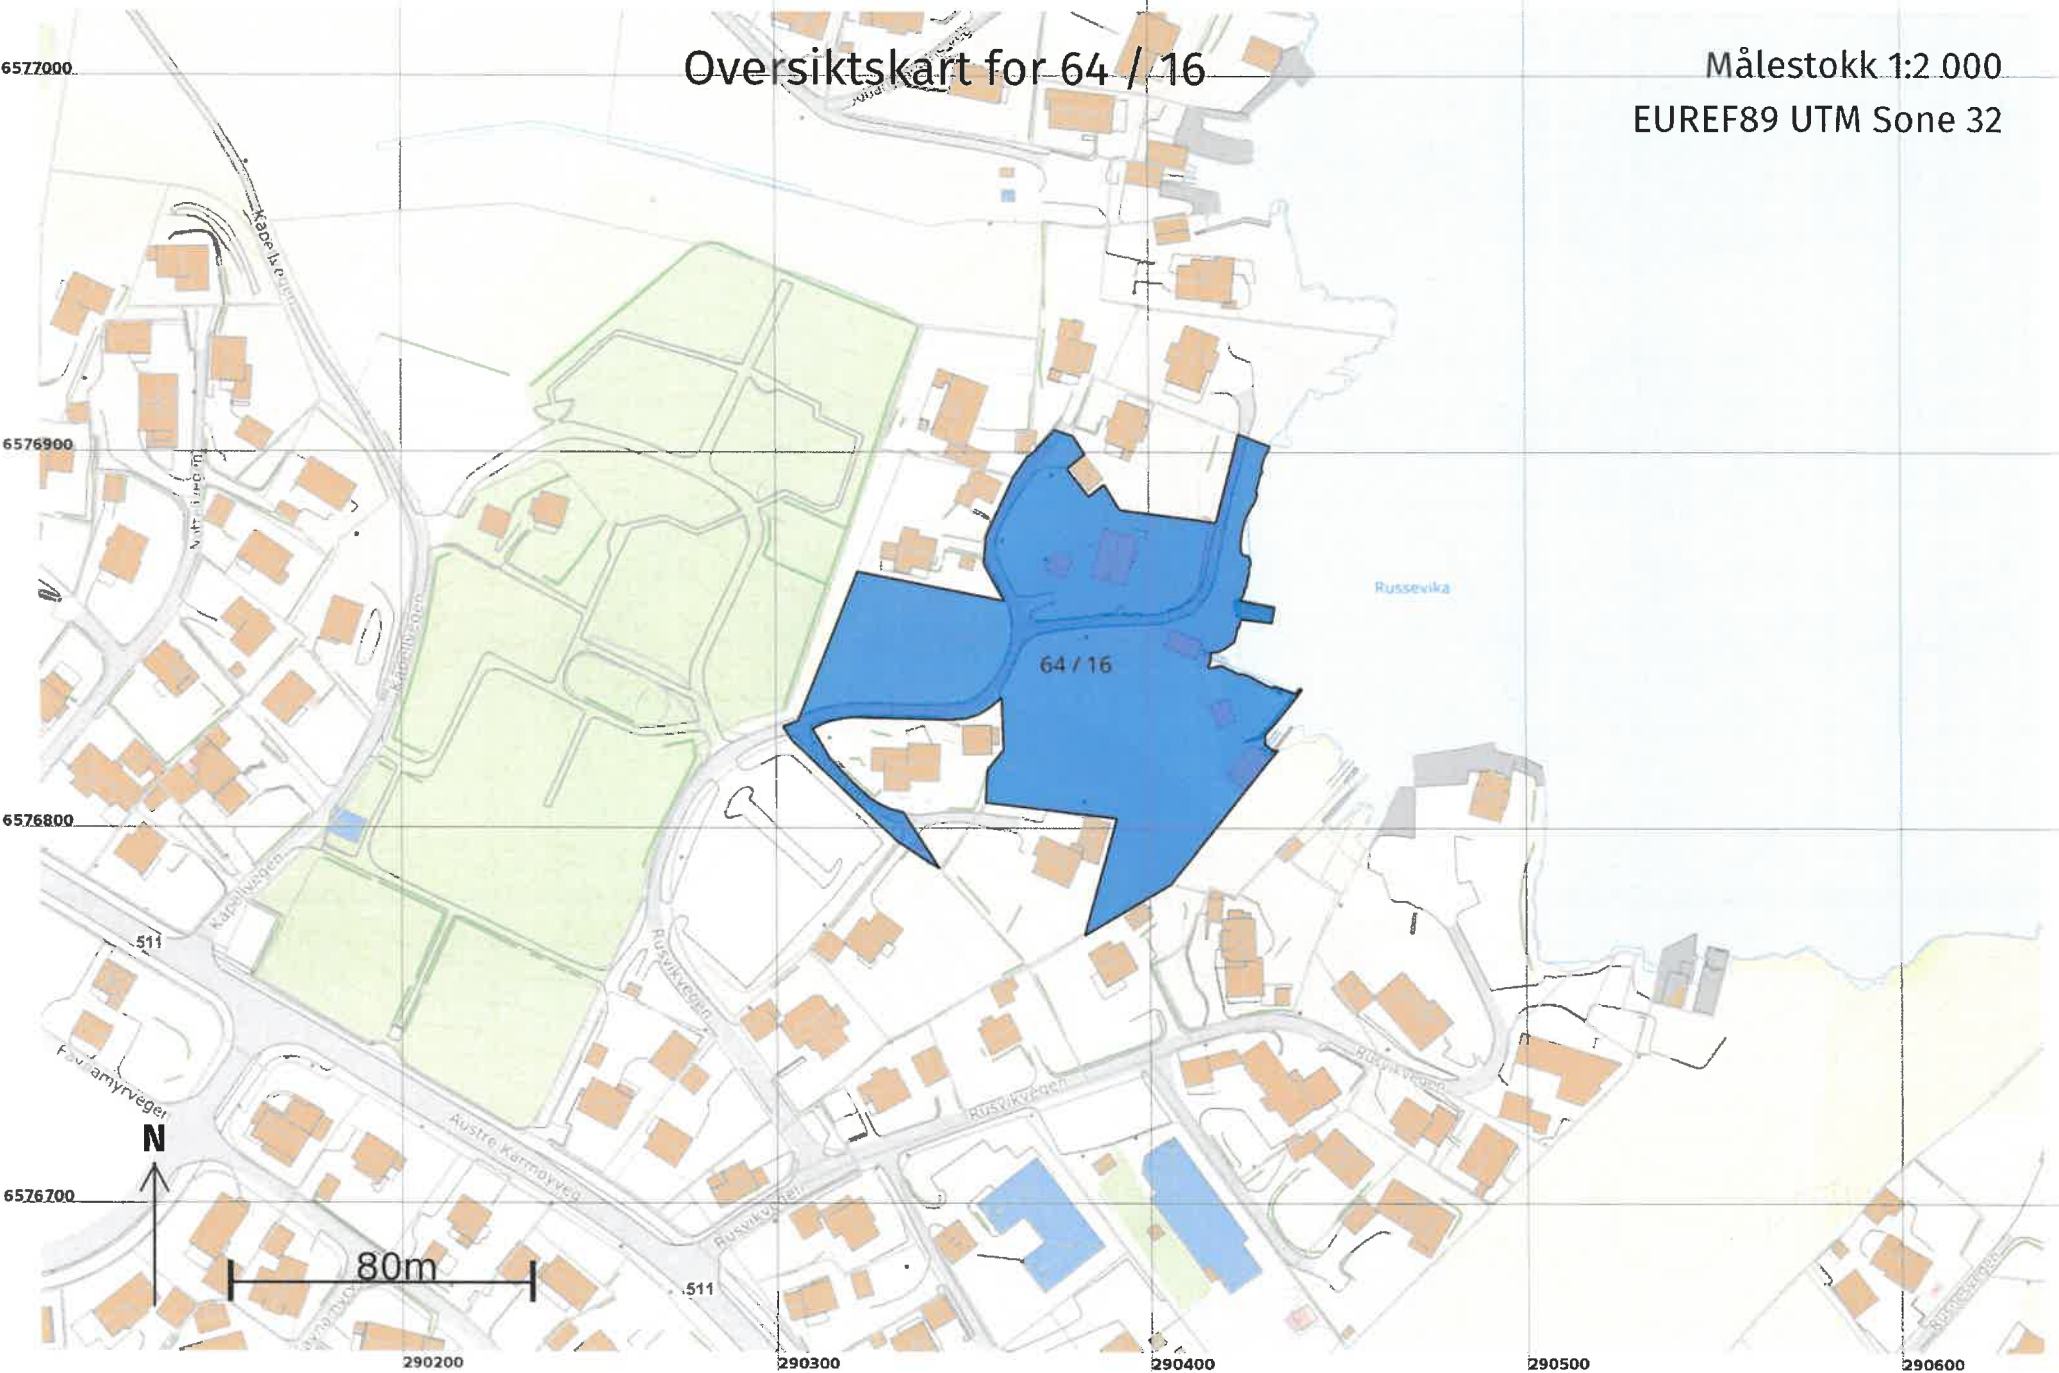 Oversiktskart for 64 / 16
Målestokk 1:2 000
EUREF89 UTM Sone 32
6577000
Kapellvegen
6576900
Russevika
Kapellvegen
64 / 16
6576800
Kapellvegen
511
Rusvikvegen
Rusvikvegen
Rusvikvegen
Austre Karmøyveg
N
6576700
Rusvikvegen
80m
511
290200
290300
290400
290500
290600